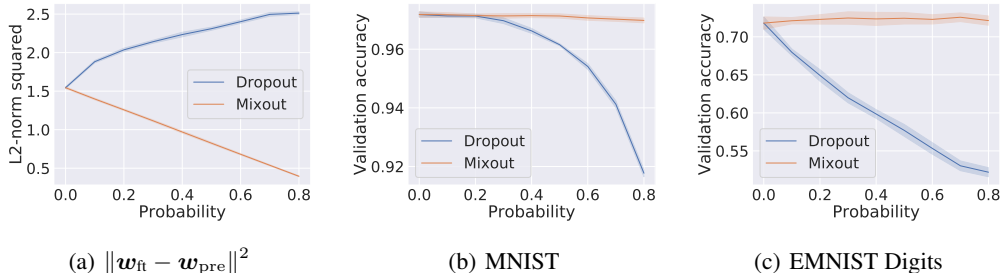 L2-norm squared
2.5
2.0
1.5
1.0
0.5
Dropout
Mixout
0.0 0.2 0.4 0.6 0.8
Probability
(a) ‖w_ft − w_pre‖²
Validation accuracy
0.96
0.94
0.92
Dropout
Mixout
0.0 0.2 0.4 0.6 0.8
Probability
(b) MNIST
Validation accuracy
0.70
0.65
0.60
0.55
Dropout
Mixout
0.0 0.2 0.4 0.6 0.8
Probability
(c) EMNIST Digits